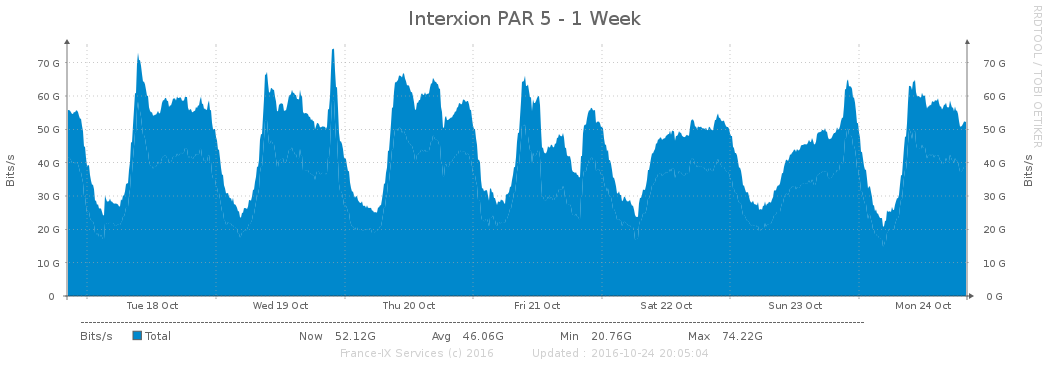 Interxion PAR 5 - 1 Week
RRDTOOL / TOBI OETIKER
Bits/s
70 G 70 G
60 G 60 G
50 G 50 G
40 G 40 G
30 G 30 G
20 G 20 G
10 G 10 G
0 0 G
Bits/s
Tue 18 Oct Wed 19 Oct Thu 20 Oct Fri 21 Oct Sat 22 Oct Sun 23 Oct Mon 24 Oct
Bits/s Total Now 52.12G Avg 46.06G Min 20.76G Max 74.22G
France-IX Services (c) 2016 Updated : 2016-10-24 20:05:04